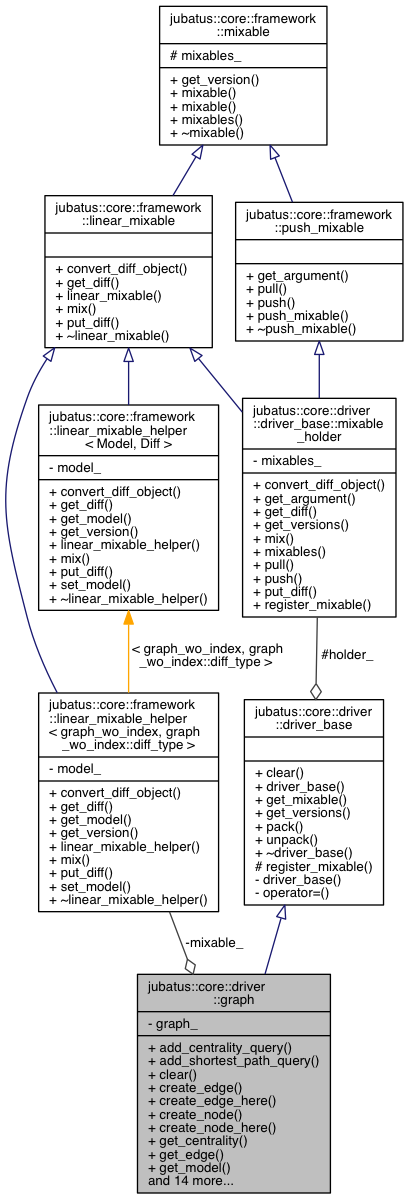 jubatus::core::framework
::mixable
# mixables_
+ get_version()
+ mixable()
+ mixable()
+ mixables()
+ ~mixable()
jubatus::core::framework
::linear_mixable
+ convert_diff_object()
+ get_diff()
+ linear_mixable()
+ mix()
+ put_diff()
+ ~linear_mixable()
jubatus::core::framework
::push_mixable
+ get_argument()
+ pull()
+ push()
+ push_mixable()
+ ~push_mixable()
jubatus::core::framework
::linear_mixable_helper
< Model, Diff >
- model_
+ convert_diff_object()
+ get_diff()
+ get_model()
+ get_version()
+ linear_mixable_helper()
+ mix()
+ put_diff()
+ set_model()
+ ~linear_mixable_helper()
jubatus::core::driver
::driver_base::mixable
_holder
- mixables_
+ convert_diff_object()
+ get_argument()
+ get_diff()
+ get_versions()
+ mix()
+ mixables()
+ pull()
+ push()
+ put_diff()
+ register_mixable()
< graph_wo_index, graph
_wo_index::diff_type >
#holder_
jubatus::core::framework
::linear_mixable_helper
< graph_wo_index, graph
_wo_index::diff_type >
- model_
+ convert_diff_object()
+ get_diff()
+ get_model()
+ get_version()
+ linear_mixable_helper()
+ mix()
+ put_diff()
+ set_model()
+ ~linear_mixable_helper()
jubatus::core::driver
::driver_base
+ clear()
+ driver_base()
+ get_mixable()
+ get_versions()
+ pack()
+ unpack()
+ ~driver_base()
# register_mixable()
- driver_base()
- operator=()
-mixable_
jubatus::core::driver
::graph
- graph_
+ add_centrality_query()
+ add_shortest_path_query()
+ clear()
+ create_edge()
+ create_edge_here()
+ create_node()
+ create_node_here()
+ get_centrality()
+ get_edge()
+ get_model()
and 14 more...